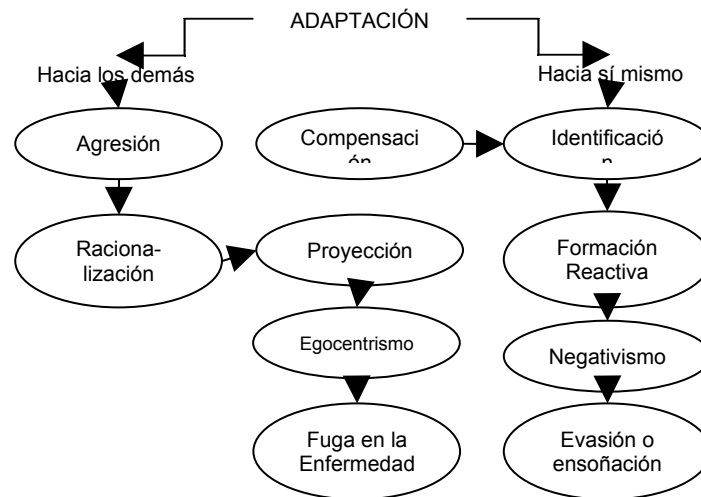 ADAPTACIÓN
Hacia los demás
Hacia sí mismo
Agresión
Compensaci
ón
Identificació
n
Raciona-
lización
Proyección
Formación
Reactiva
Egocentrismo
Negativismo
Fuga en la
Enfermedad
Evasión o
ensoñación